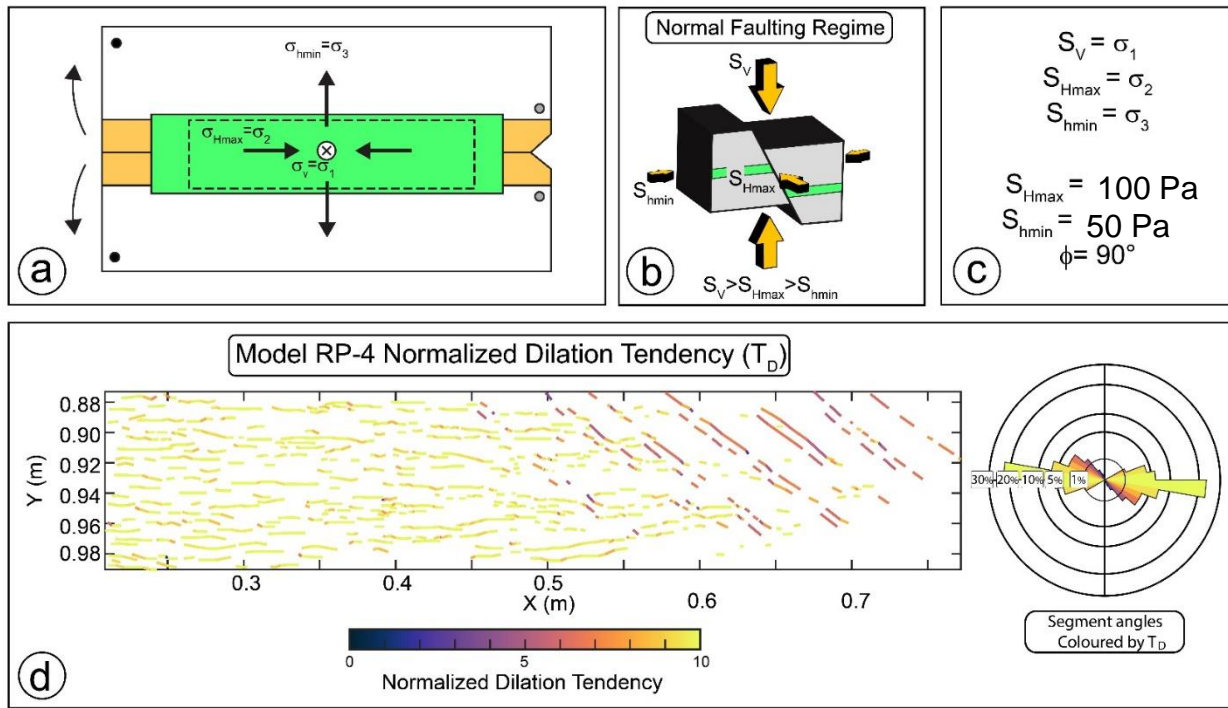 σhmin=σ3
σHmax=σ2
σv=σ1
a
Normal Faulting Regime
SV
Shmin
SHmax
SV>SHmax>Shmin
b
SV = σ1
SHmax = σ2
Shmin = σ3
SHmax = 100 Pa
Shmin = 50 Pa
ϕ= 90°
c
Model RP-4 Normalized Dilation Tendency (TD)
0.88
0.90
0.92
0.94
0.96
0.98
Y (m)
0.3 0.4 0.5 0.6 0.7
X (m)
0 5 10
Normalized Dilation Tendency
30% 20% 10% 5% 1%
Segment angles
Coloured by TD
d